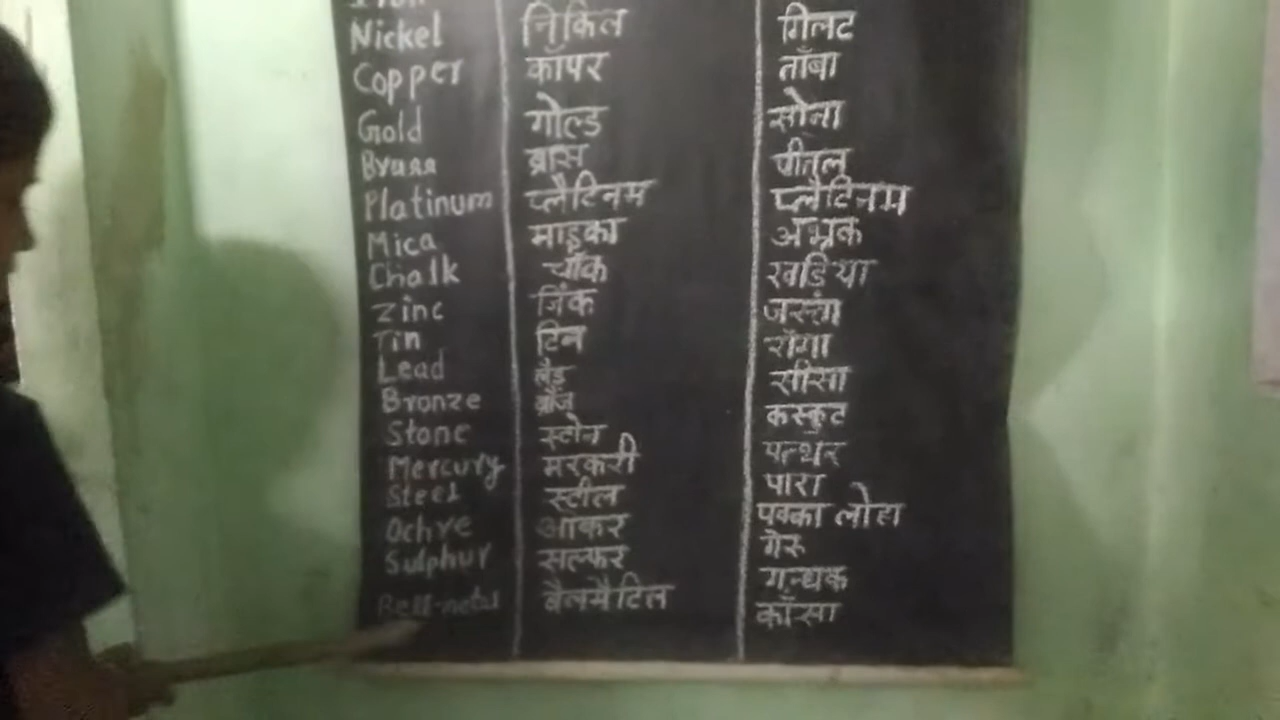 Nickel निकिल गिलट
Copper कॉपर ताँबा
Gold गोल्ड सोना
Brass ब्रास पीतल
Platinum प्लैटिनम प्लैटिनम
Mica माइका अभ्रक
Chalk चॉक खड़िया
Zinc जिंक जस्ता
Tin टिन राँगा
Lead लैड सीसा
Bronze ब्रॉंज कस्कुट
Stone स्टोन पत्थर
Mercury मरकरी पारा
Steel स्टील पक्का लोहा
Ochre आकर गेरू
Sulphur सल्फर गन्धक
Bell-metal बैलमैटिल काँसा